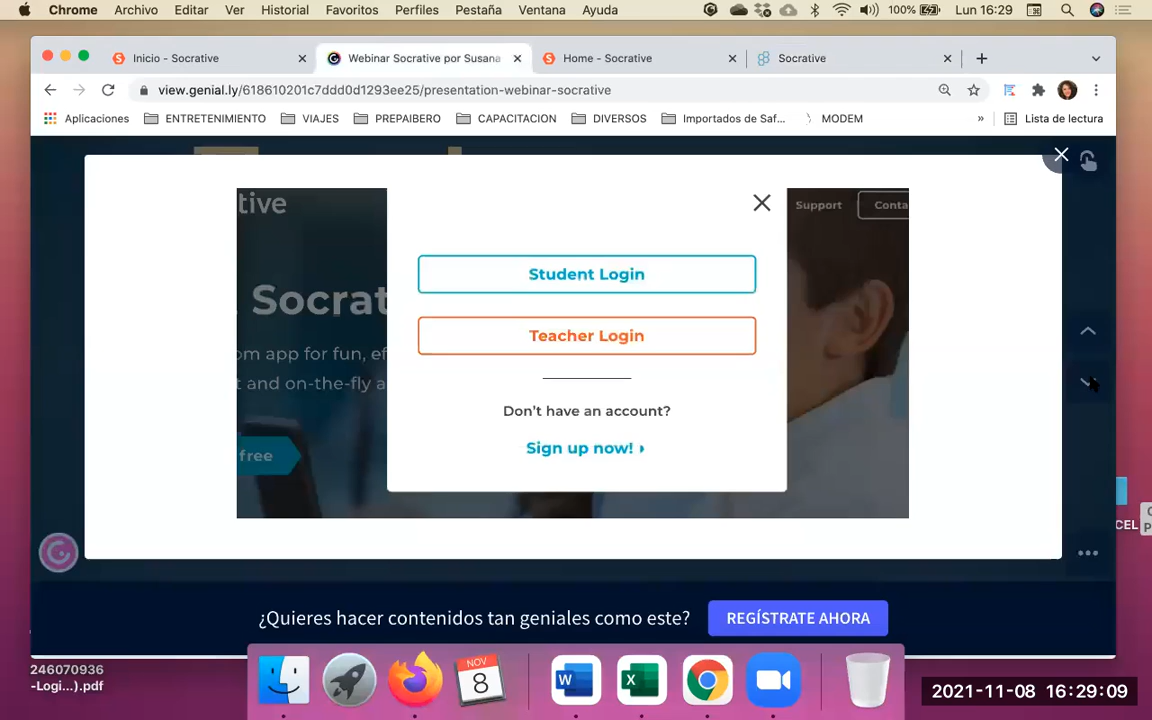 Chrome Archivo Editar Ver Historial Favoritos Perfiles Pestaña Ventana Ayuda 100% Lun 16:29
Inicio - Socrative Webinar Socrative por Susana Home - Socrative Socrative
view.genial.ly/618610201c7ddd0d1293ee25/presentation-webinar-socrative
Aplicaciones ENTRETENIMIENTO VIAJES PREPAIBERO CAPACITACION DIVERSOS Importados de Saf... MODEM » Lista de lectura
tive Support Conta
Student Login
Socrat
Teacher Login
om app for fun, ef
t and on-the-fly a
Don't have an account?
Sign up now!
free
CEL
¿Quieres hacer contenidos tan geniales como este? REGÍSTRATE AHORA
246070936
-Logi...).pdf
NOV
8
2021-11-08 16:29:09